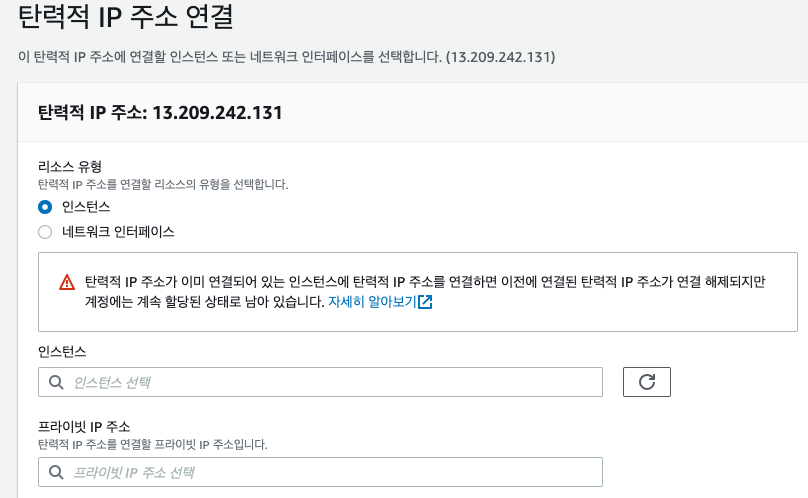 탄력적 IP 주소 연결
이 탄력적 IP 주소에 연결할 인스턴스 또는 네트워크 인터페이스를 선택합니다. (13.209.242.131)
탄력적 IP 주소: 13.209.242.131
리소스 유형
탄력적 IP 주소를 연결할 리소스의 유형을 선택합니다.
인스턴스
네트워크 인터페이스
탄력적 IP 주소가 이미 연결되어 있는 인스턴스에 탄력적 IP 주소를 연결하면 이전에 연결된 탄력적 IP 주소가 연결 해제되지만
계정에는 계속 할당된 상태로 남아 있습니다. 자세히 알아보기
인스턴스
인스턴스 선택
프라이빗 IP 주소
탄력적 IP 주소를 연결할 프라이빗 IP 주소입니다.
프라이빗 IP 주소 선택